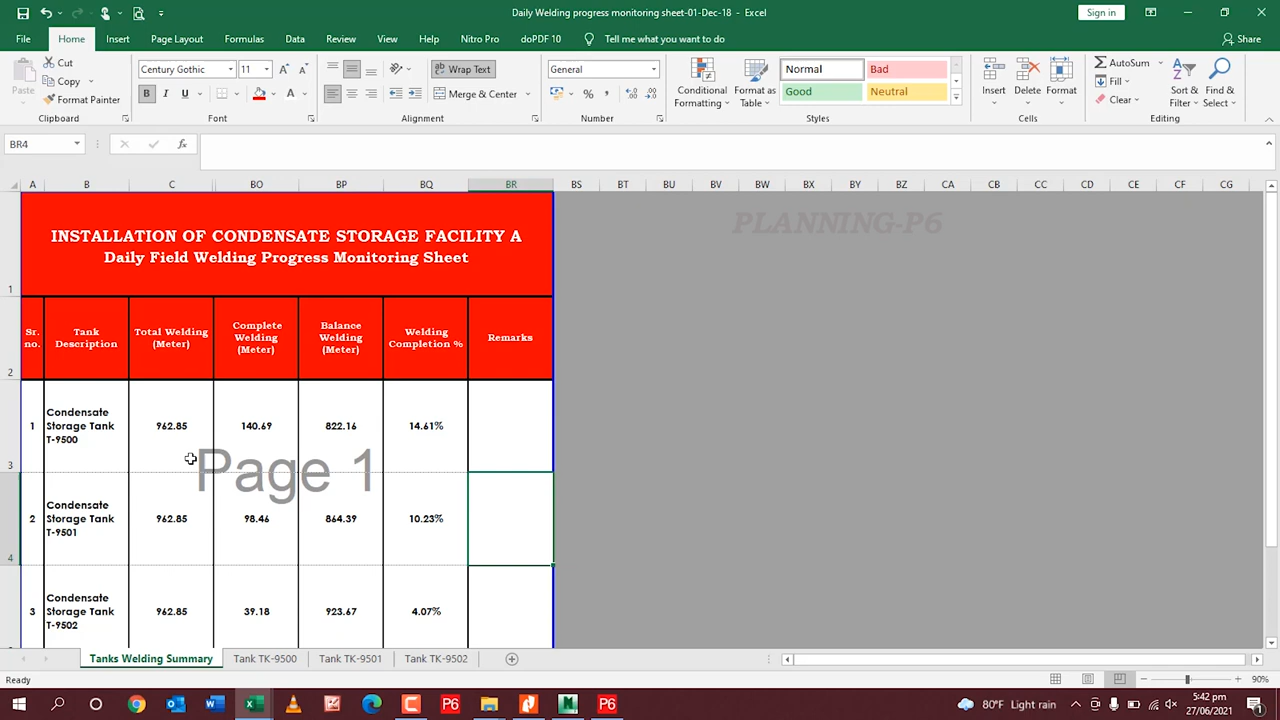 Daily Welding progress monitoring sheet-01-Dec-18 - Excel
Sign in
File Home Insert Page Layout Formulas Data Review View Help Nitro Pro doPDF 10 Tell me what you want to do Share
Paste
Cut
Copy
Format Painter
Clipboard
Century Gothic 11
B I U
Font
Wrap Text
Merge & Center
Alignment
General
Number
Conditional Formatting
Format as Table
Normal Bad
Good Neutral
Styles
Insert Delete Format
Cells
AutoSum
Fill
Clear
Sort & Filter
Find & Select
Editing
BR4 fx
A B C BO BP BQ BR BS BT BU BV BW BX BY BZ CA CB CC CD CE CF CG
PLANNING-P6
INSTALLATION OF CONDENSATE STORAGE FACILITY A
Daily Field Welding Progress Monitoring Sheet
1
Sr. no. Tank Description Total Welding (Meter) Complete Welding (Meter) Balance Welding (Meter) Welding Completion % Remarks
2
1 Condensate Storage Tank T-9500 962.85 140.69 822.16 14.61%
3
Page 1
2 Condensate Storage Tank T-9501 962.85 98.46 864.39 10.23%
4
3 Condensate Storage Tank T-9502 962.85 39.18 923.67 4.07%
Tanks Welding Summary Tank TK-9500 Tank TK-9501 Tank TK-9502
Ready
90%
80°F Light rain
5:42 pm
27/06/2021